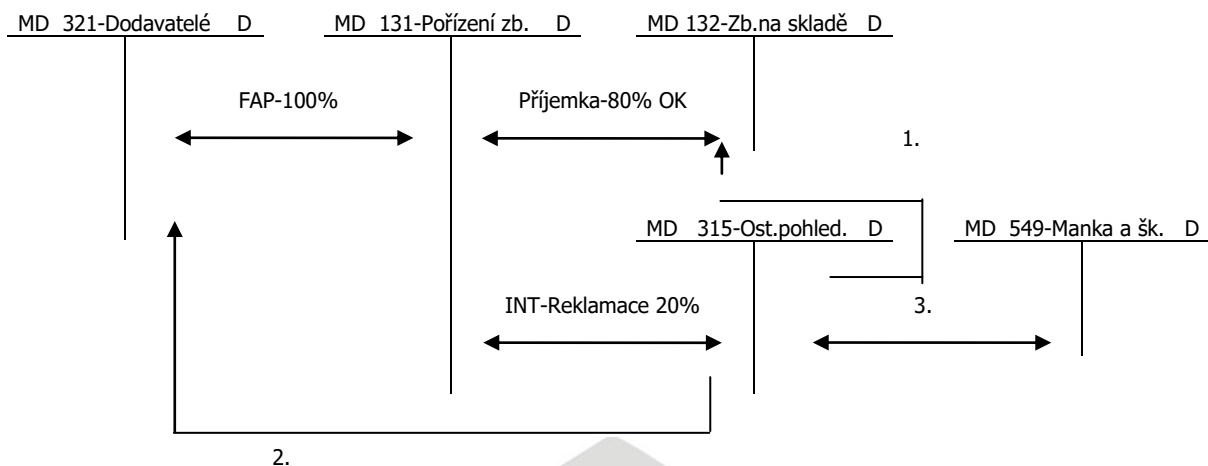 MD 321-Dodavatelé D MD 131-Pořízení zb. D MD 132-Zb.na skladě D
FAP-100% Příjemka-80% OK
1.
MD 315-Ost.pohled. D MD 549-Manka a šk. D
INT-Reklamace 20% 3.
2.